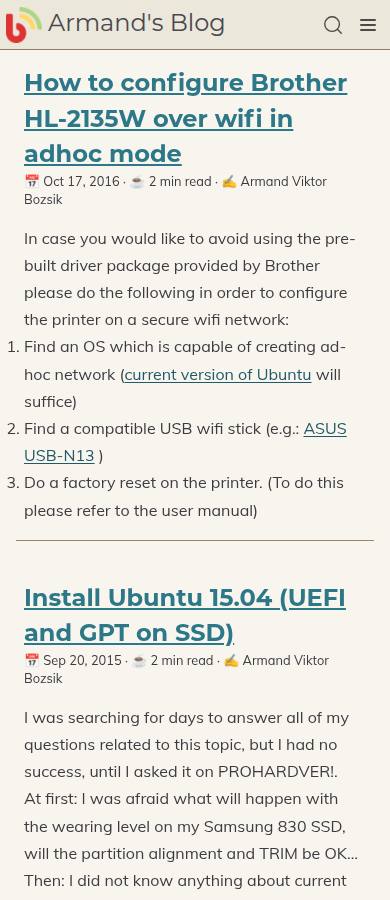 Armand's Blog
How to configure Brother
HL-2135W over wifi in
adhoc mode
📅 Oct 17, 2016 · ☕ 2 min read · ✍️ Armand Viktor
Bozsik
In case you would like to avoid using the pre-
built driver package provided by Brother
please do the following in order to configure
the printer on a secure wifi network:
1. Find an OS which is capable of creating ad-
hoc network (current version of Ubuntu will
suffice)
2. Find a compatible USB wifi stick (e.g.: ASUS
USB-N13 )
3. Do a factory reset on the printer. (To do this
please refer to the user manual)
Install Ubuntu 15.04 (UEFI
and GPT on SSD)
📅 Sep 20, 2015 · ☕ 2 min read · ✍️ Armand Viktor
Bozsik
I was searching for days to answer all of my
questions related to this topic, but I had no
success, until I asked it on PROHARDVER!.
At first: I was afraid what will happen with
the wearing level on my Samsung 830 SSD,
will the partition alignment and TRIM be OK…
Then: I did not know anything about current